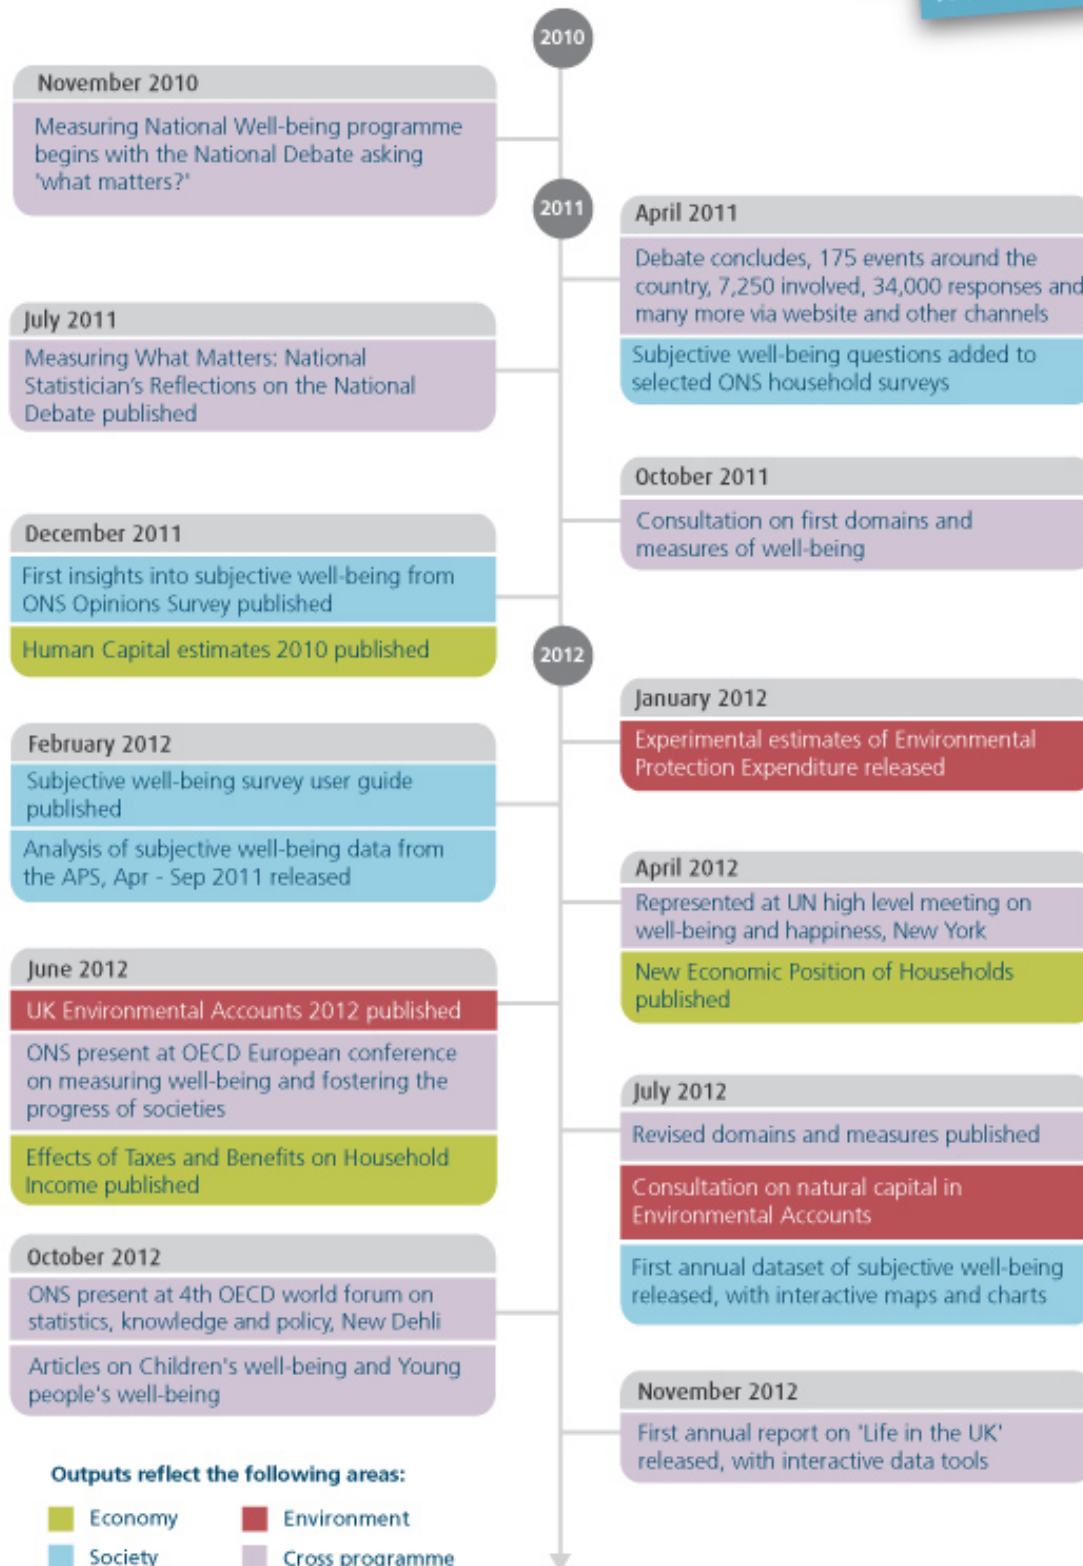 2010
November 2010
Measuring National Well-being programme
begins with the National Debate asking
'what matters?'
2011
April 2011
Debate concludes, 175 events around the
country, 7,250 involved, 34,000 responses and
many more via website and other channels
Subjective well-being questions added to
selected ONS household surveys
July 2011
Measuring What Matters: National
Statistician's Reflections on the National
Debate published
October 2011
Consultation on first domains and
measures of well-being
December 2011
First insights into subjective well-being from
ONS Opinions Survey published
Human Capital estimates 2010 published
2012
January 2012
Experimental estimates of Environmental
Protection Expenditure released
February 2012
Subjective well-being survey user guide
published
Analysis of subjective well-being data from
the APS, Apr - Sep 2011 released
April 2012
Represented at UN high level meeting on
well-being and happiness, New York
New Economic Position of Households
published
June 2012
UK Environmental Accounts 2012 published
ONS present at OECD European conference
on measuring well-being and fostering the
progress of societies
Effects of Taxes and Benefits on Household
Income published
July 2012
Revised domains and measures published
Consultation on natural capital in
Environmental Accounts
First annual dataset of subjective well-being
released, with interactive maps and charts
October 2012
ONS present at 4th OECD world forum on
statistics, knowledge and policy, New Dehli
Articles on Children's well-being and Young
people's well-being
November 2012
First annual report on 'Life in the UK'
released, with interactive data tools
Outputs reflect the following areas:
Economy
Environment
Society
Cross programme